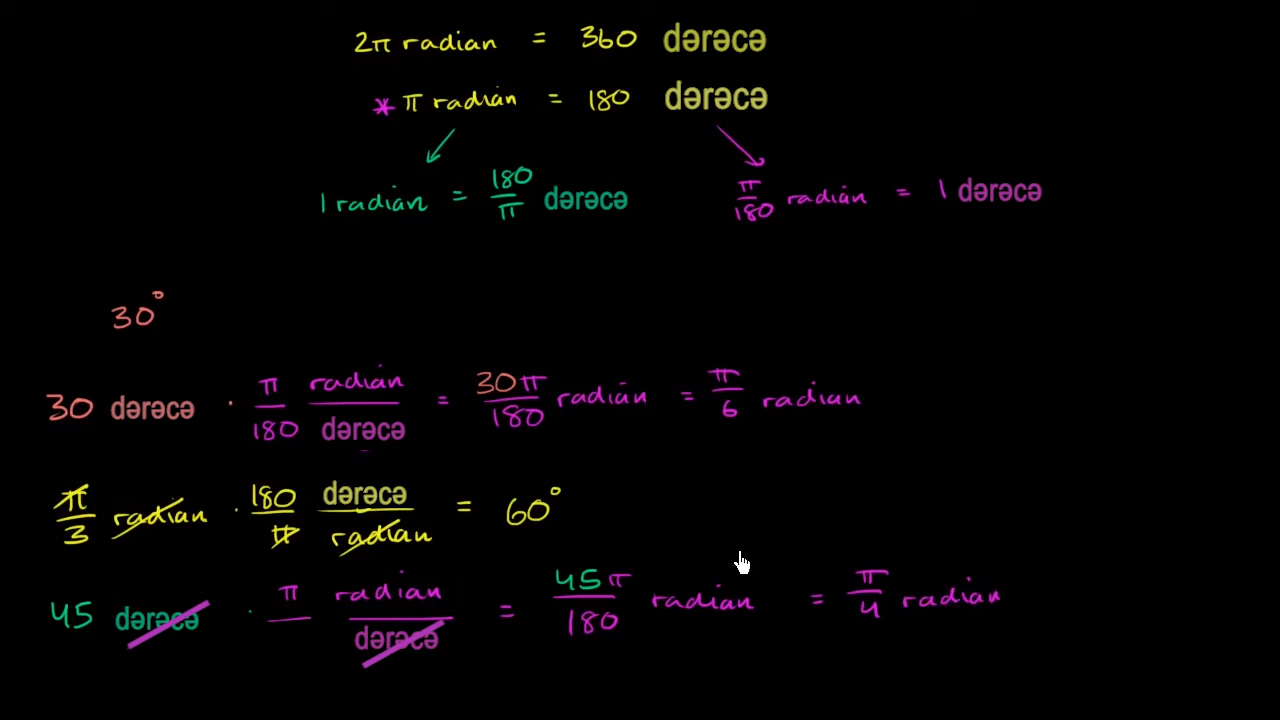 2π radian = 360 dərəcə
* π radian = 180 dərəcə
1 radian = 180/π dərəcə π/180 radian = 1 dərəcə
30°
30 dərəcə · π/180 radian/dərəcə = 30π/180 radian = π/6 radian
π/3 radian · 180/π dərəcə/radian = 60°
45 dərəcə · π/ radian/dərəcə = 45π/180 radian = π/4 radian